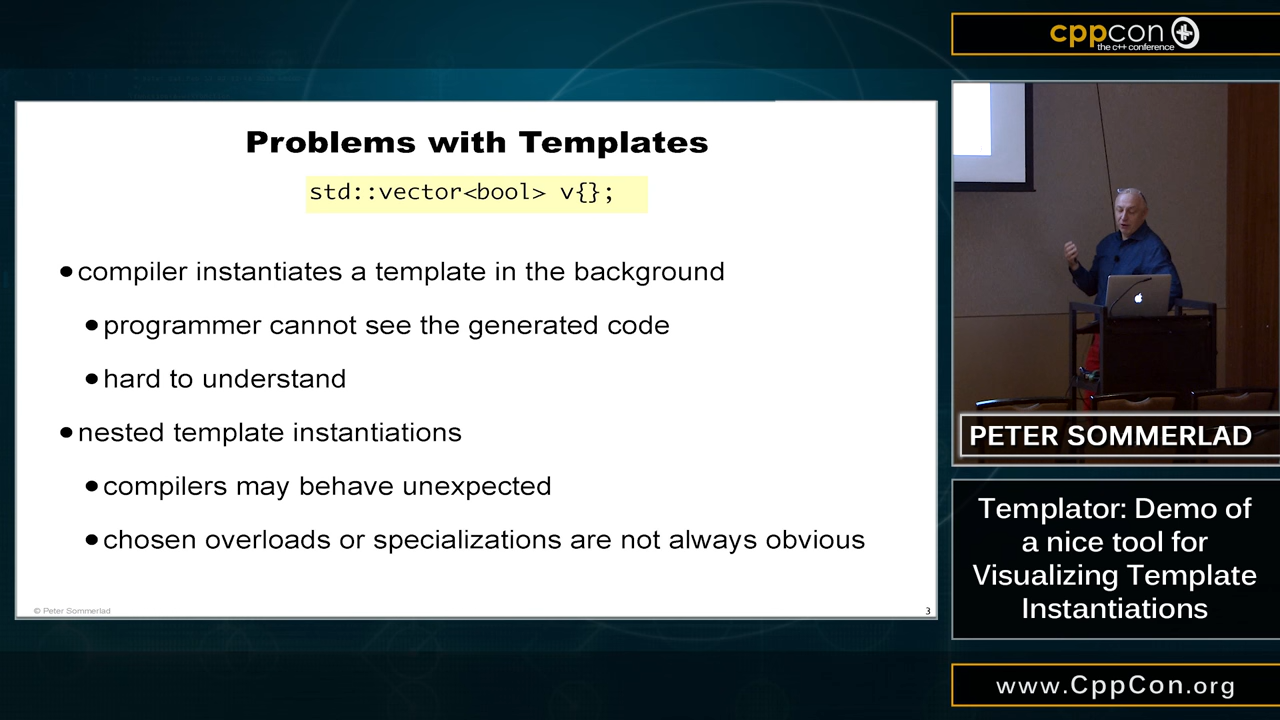 Problems with Templates
std::vector<bool> v{};
●compiler instantiates a template in the background
●programmer cannot see the generated code
●hard to understand
●nested template instantiations
●compilers may behave unexpected
●chosen overloads or specializations are not always obvious
© Peter Sommerlad
3
cppcon
the c++ conference
PETER SOMMERLAD
Templator: Demo of
a nice tool for
Visualizing Template
Instantiations
www.CppCon.org